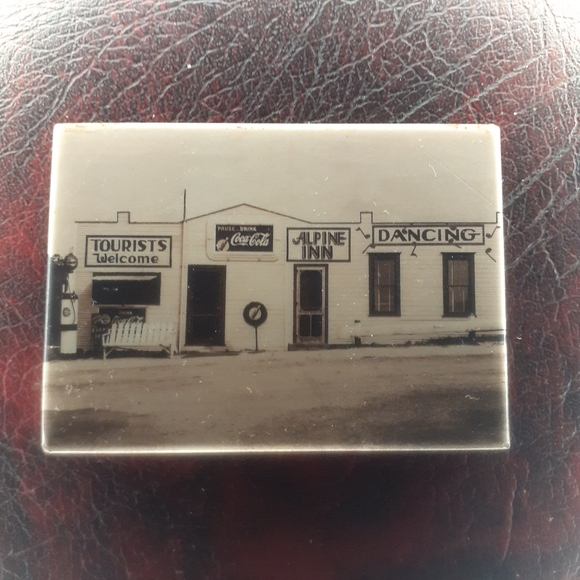 TOURISTS
Welcome
PAUSE DRINK
Coca-Cola
ALPINE
INN
DANCING